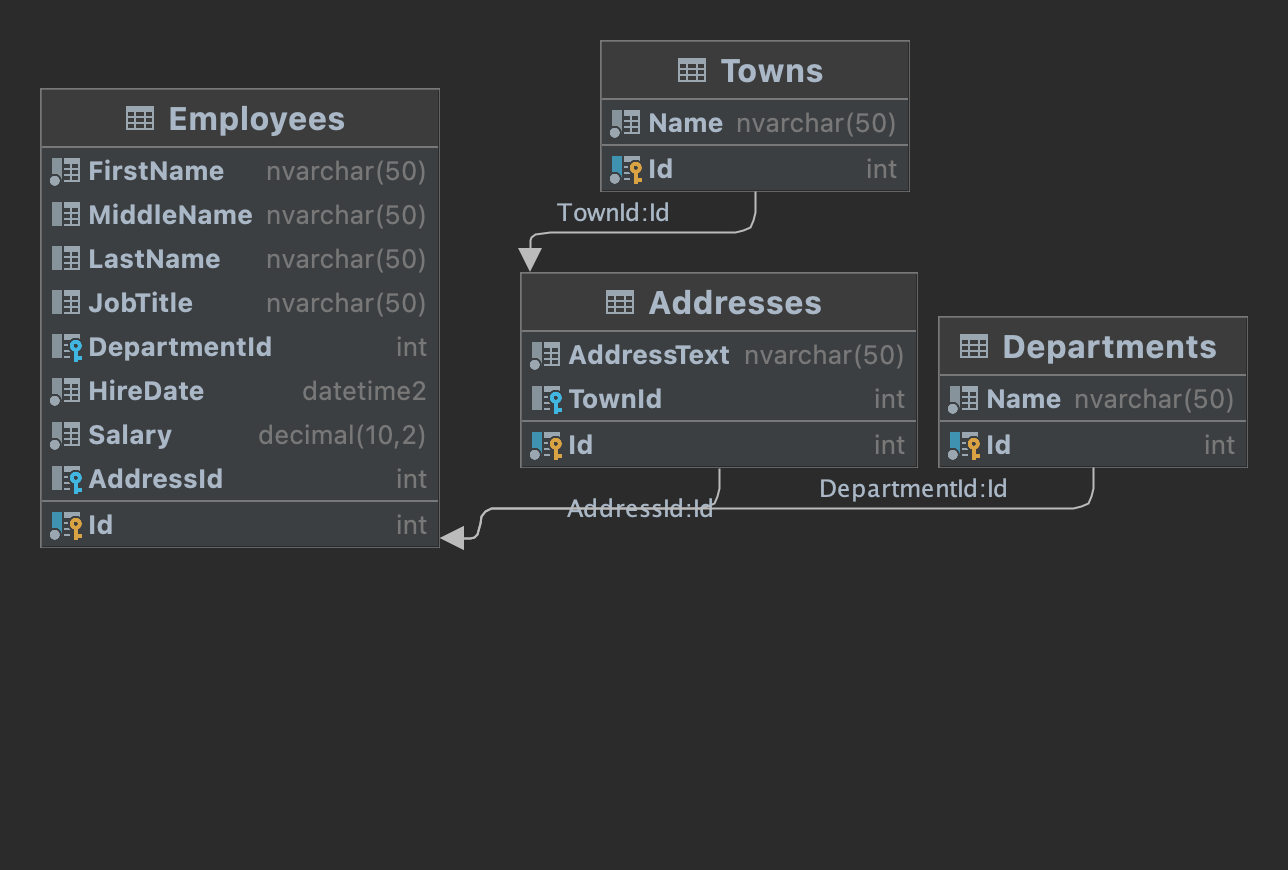 Employees
FirstName nvarchar(50)
MiddleName nvarchar(50)
LastName nvarchar(50)
JobTitle nvarchar(50)
DepartmentId int
HireDate datetime2
Salary decimal(10,2)
AddressId int
Id int
Towns
Name nvarchar(50)
Id int
TownId:Id
Addresses
AddressText nvarchar(50)
TownId int
Id int
AddressId:Id
Departments
Name nvarchar(50)
Id int
DepartmentId:Id